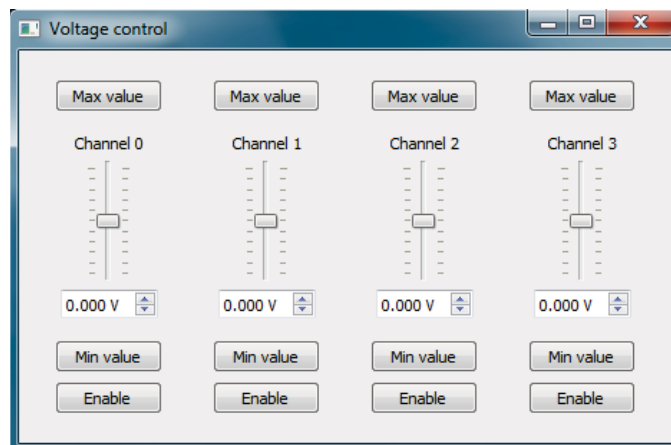 Voltage control
Max value Max value Max value Max value
Channel 0 Channel 1 Channel 2 Channel 3
0.000 V 0.000 V 0.000 V 0.000 V
Min value Min value Min value Min value
Enable Enable Enable Enable